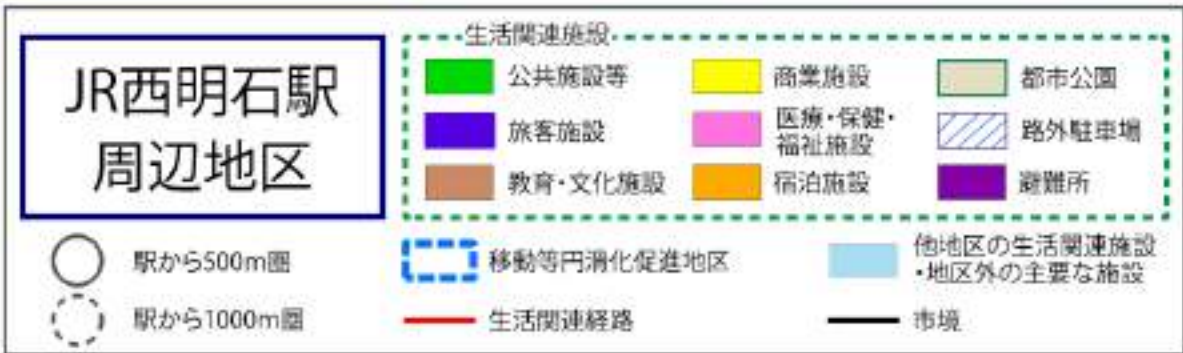 JR西明石駅
周辺地区
生活関連施設
公共施設等
商業施設
都市公園
旅客施設
医療・保健・
福祉施設
路外駐車場
教育・文化施設
宿泊施設
避難所
駅から500m圏
移動等円滑化促進地区
他地区の生活関連施設
・地区外の主要な施設
駅から1000m圏
生活関連経路
市境